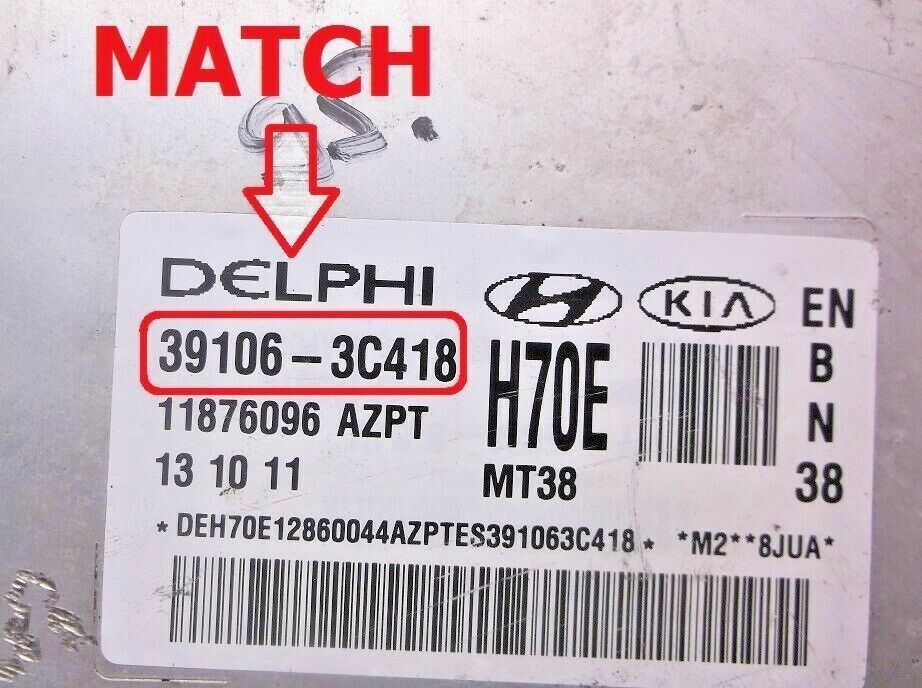 MATCH
DELPHI
KIA
EN
39106-3C418
H70E
B
11876096 AZPT
N
13 10 11
MT38
38
*DEH70E12860044AZPTES391063C418* *M2**8JUA*